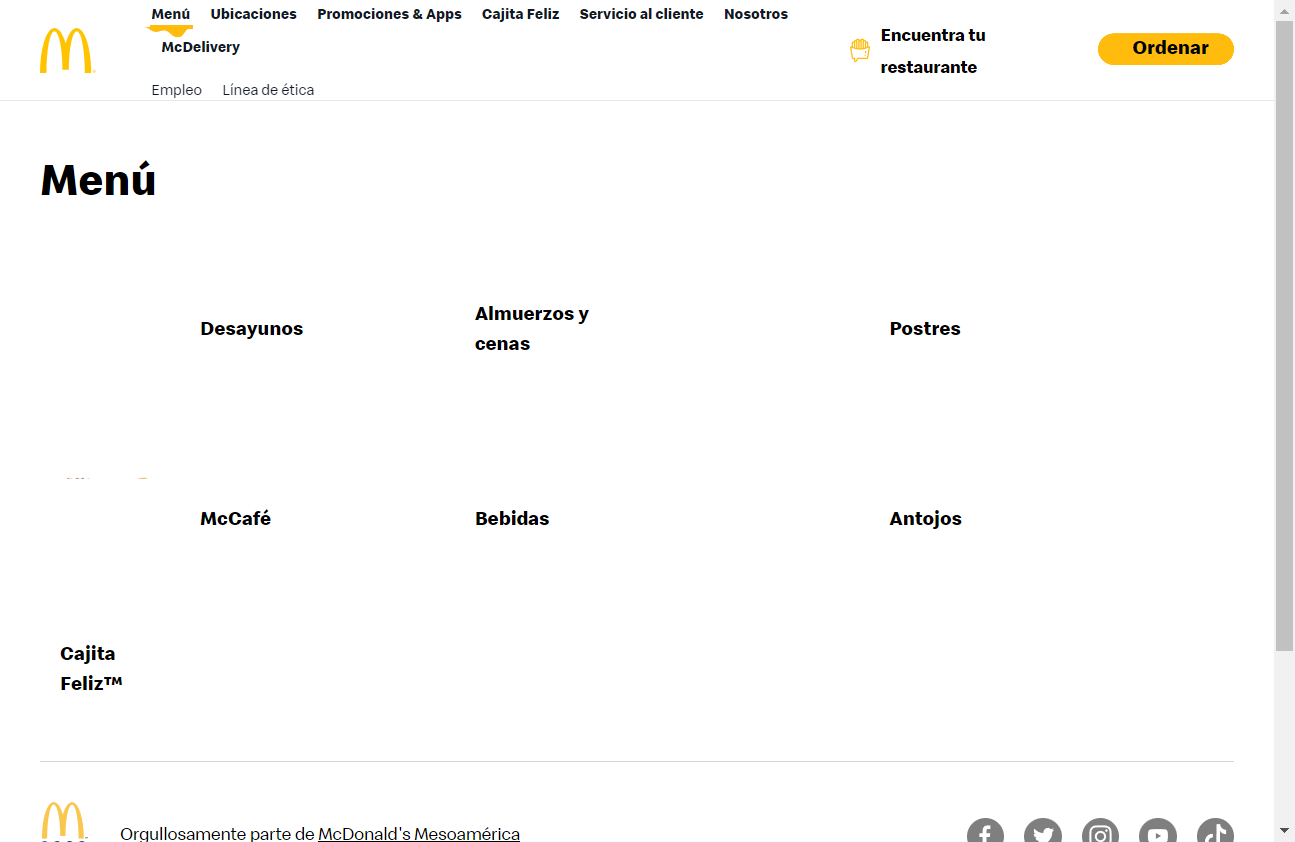 Menú Ubicaciones Promociones & Apps Cajita Feliz Servicio al cliente Nosotros
McDelivery
Empleo Línea de ética
Encuentra tu
restaurante
Ordenar
Menú
Desayunos
Almuerzos y
cenas
Postres
McCafé
Bebidas
Antojos
Cajita
Feliz™
Orgullosamente parte de McDonald's Mesoamérica